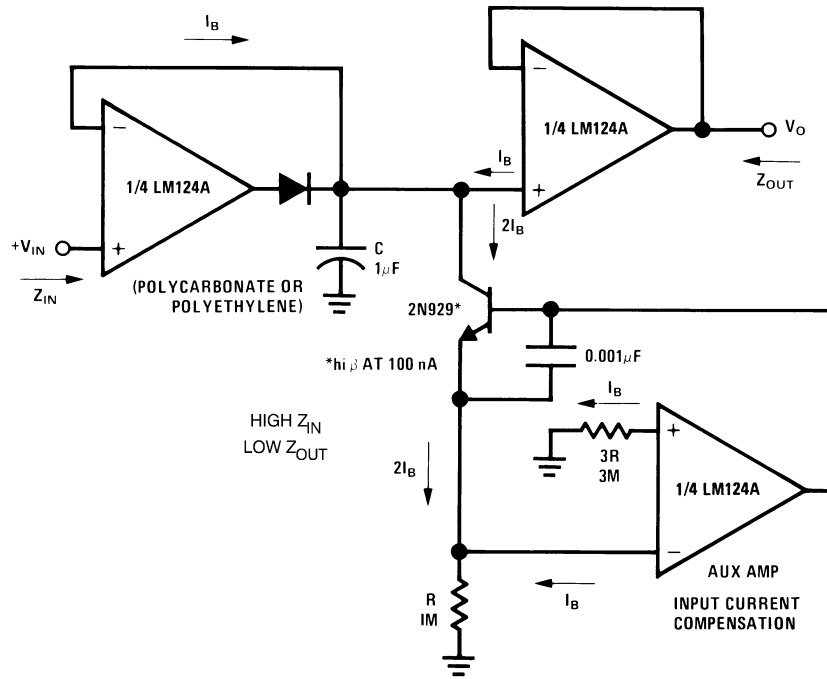 I_B
1/4 LM124A
−
+
+V_IN
Z_IN
C
1μF
(POLYCARBONATE OR
POLYETHYLENE)
1/4 LM124A
−
+
I_B
V_O
Z_OUT
2I_B
2N929*
*hi β AT 100 nA
0.001μF
HIGH Z_IN
LOW Z_OUT
2I_B
I_B
3R
3M
+
−
1/4 LM124A
I_B
R
1M
AUX AMP
INPUT CURRENT
COMPENSATION